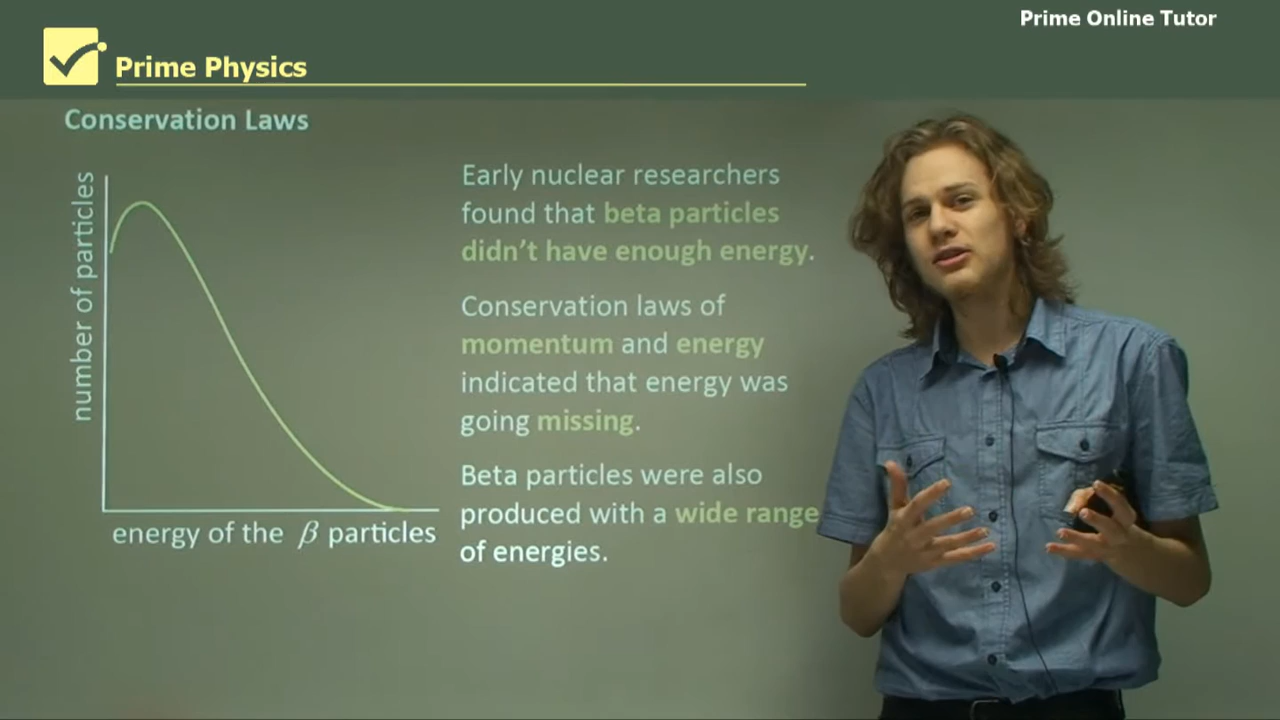 Prime Online Tutor
Prime Physics
Conservation Laws
number of particles
energy of the β particles
Early nuclear researchers
found that beta particles
didn't have enough energy.
Conservation laws of
momentum and energy
indicated that energy was
going missing.
Beta particles were also
produced with a wide range
of energies.